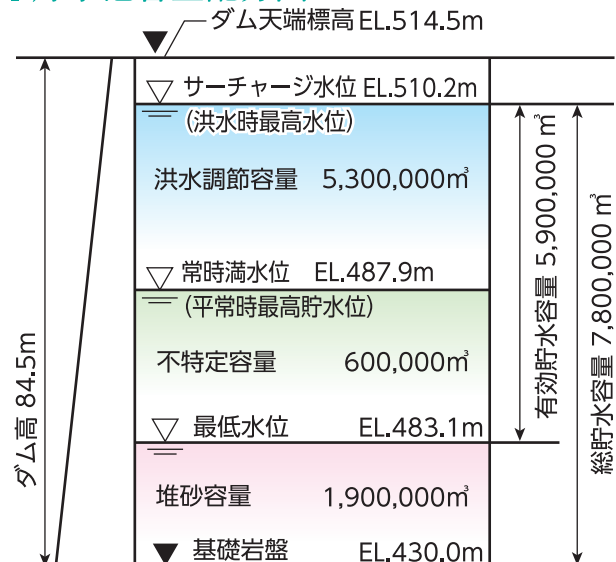 ダム天端標高 EL.514.5m
サーチャージ水位 EL.510.2m
(洪水時最高水位)
洪水調節容量 5,300,000㎥
常時満水位 EL.487.9m
(平常時最高貯水位)
不特定容量 600,000㎥
最低水位 EL.483.1m
堆砂容量 1,900,000㎥
基礎岩盤 EL.430.0m
ダム高 84.5m
有効貯水容量 5,900,000㎥
総貯水容量 7,800,000㎥